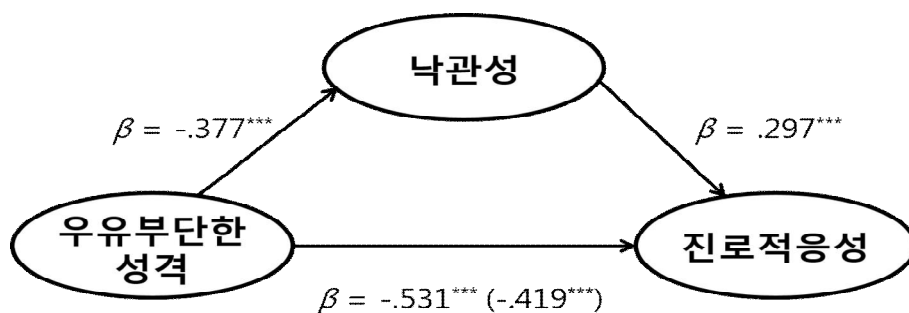 낙관성
β = -.377***
β = .297***
우유부단한
성격
진로적응성
β = -.531*** (-.419***)